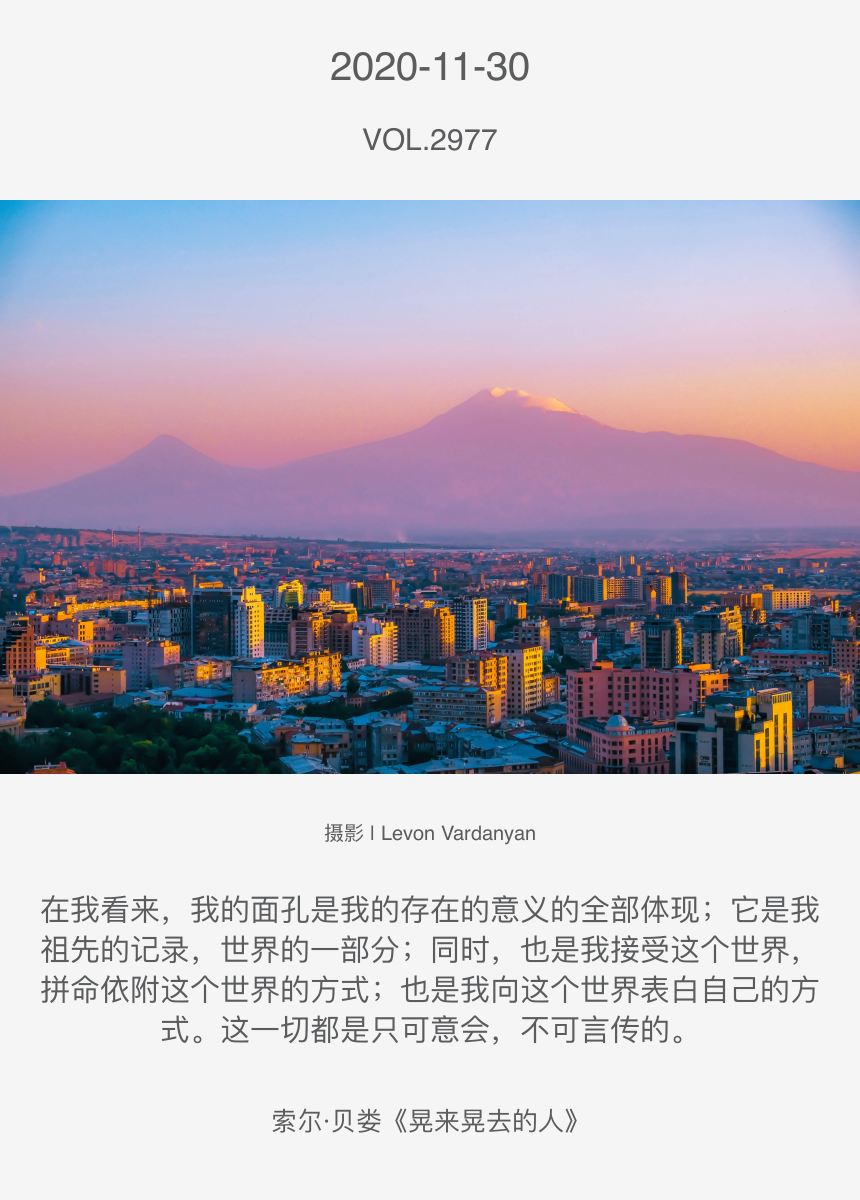 2020-11-30
VOL.2977
摄影 | Levon Vardanyan
在我看来，我的面孔是我的存在的意义的全部体现；它是我
祖先的记录，世界的一部分；同时，也是我接受这个世界，
拼命依附这个世界的方式；也是我向这个世界表白自己的方
式。这一切都是只可意会，不可言传的。
索尔·贝娄《晃来晃去的人》